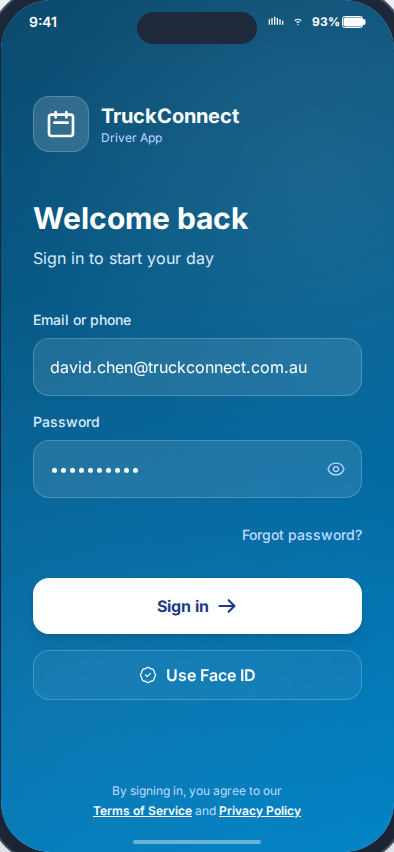 9:41
93%
TruckConnect
Driver App
Welcome back
Sign in to start your day
Email or phone
david.chen@truckconnect.com.au
Password
••••••••••
Forgot password?
Sign in
Use Face ID
By signing in, you agree to our
Terms of Service and Privacy Policy